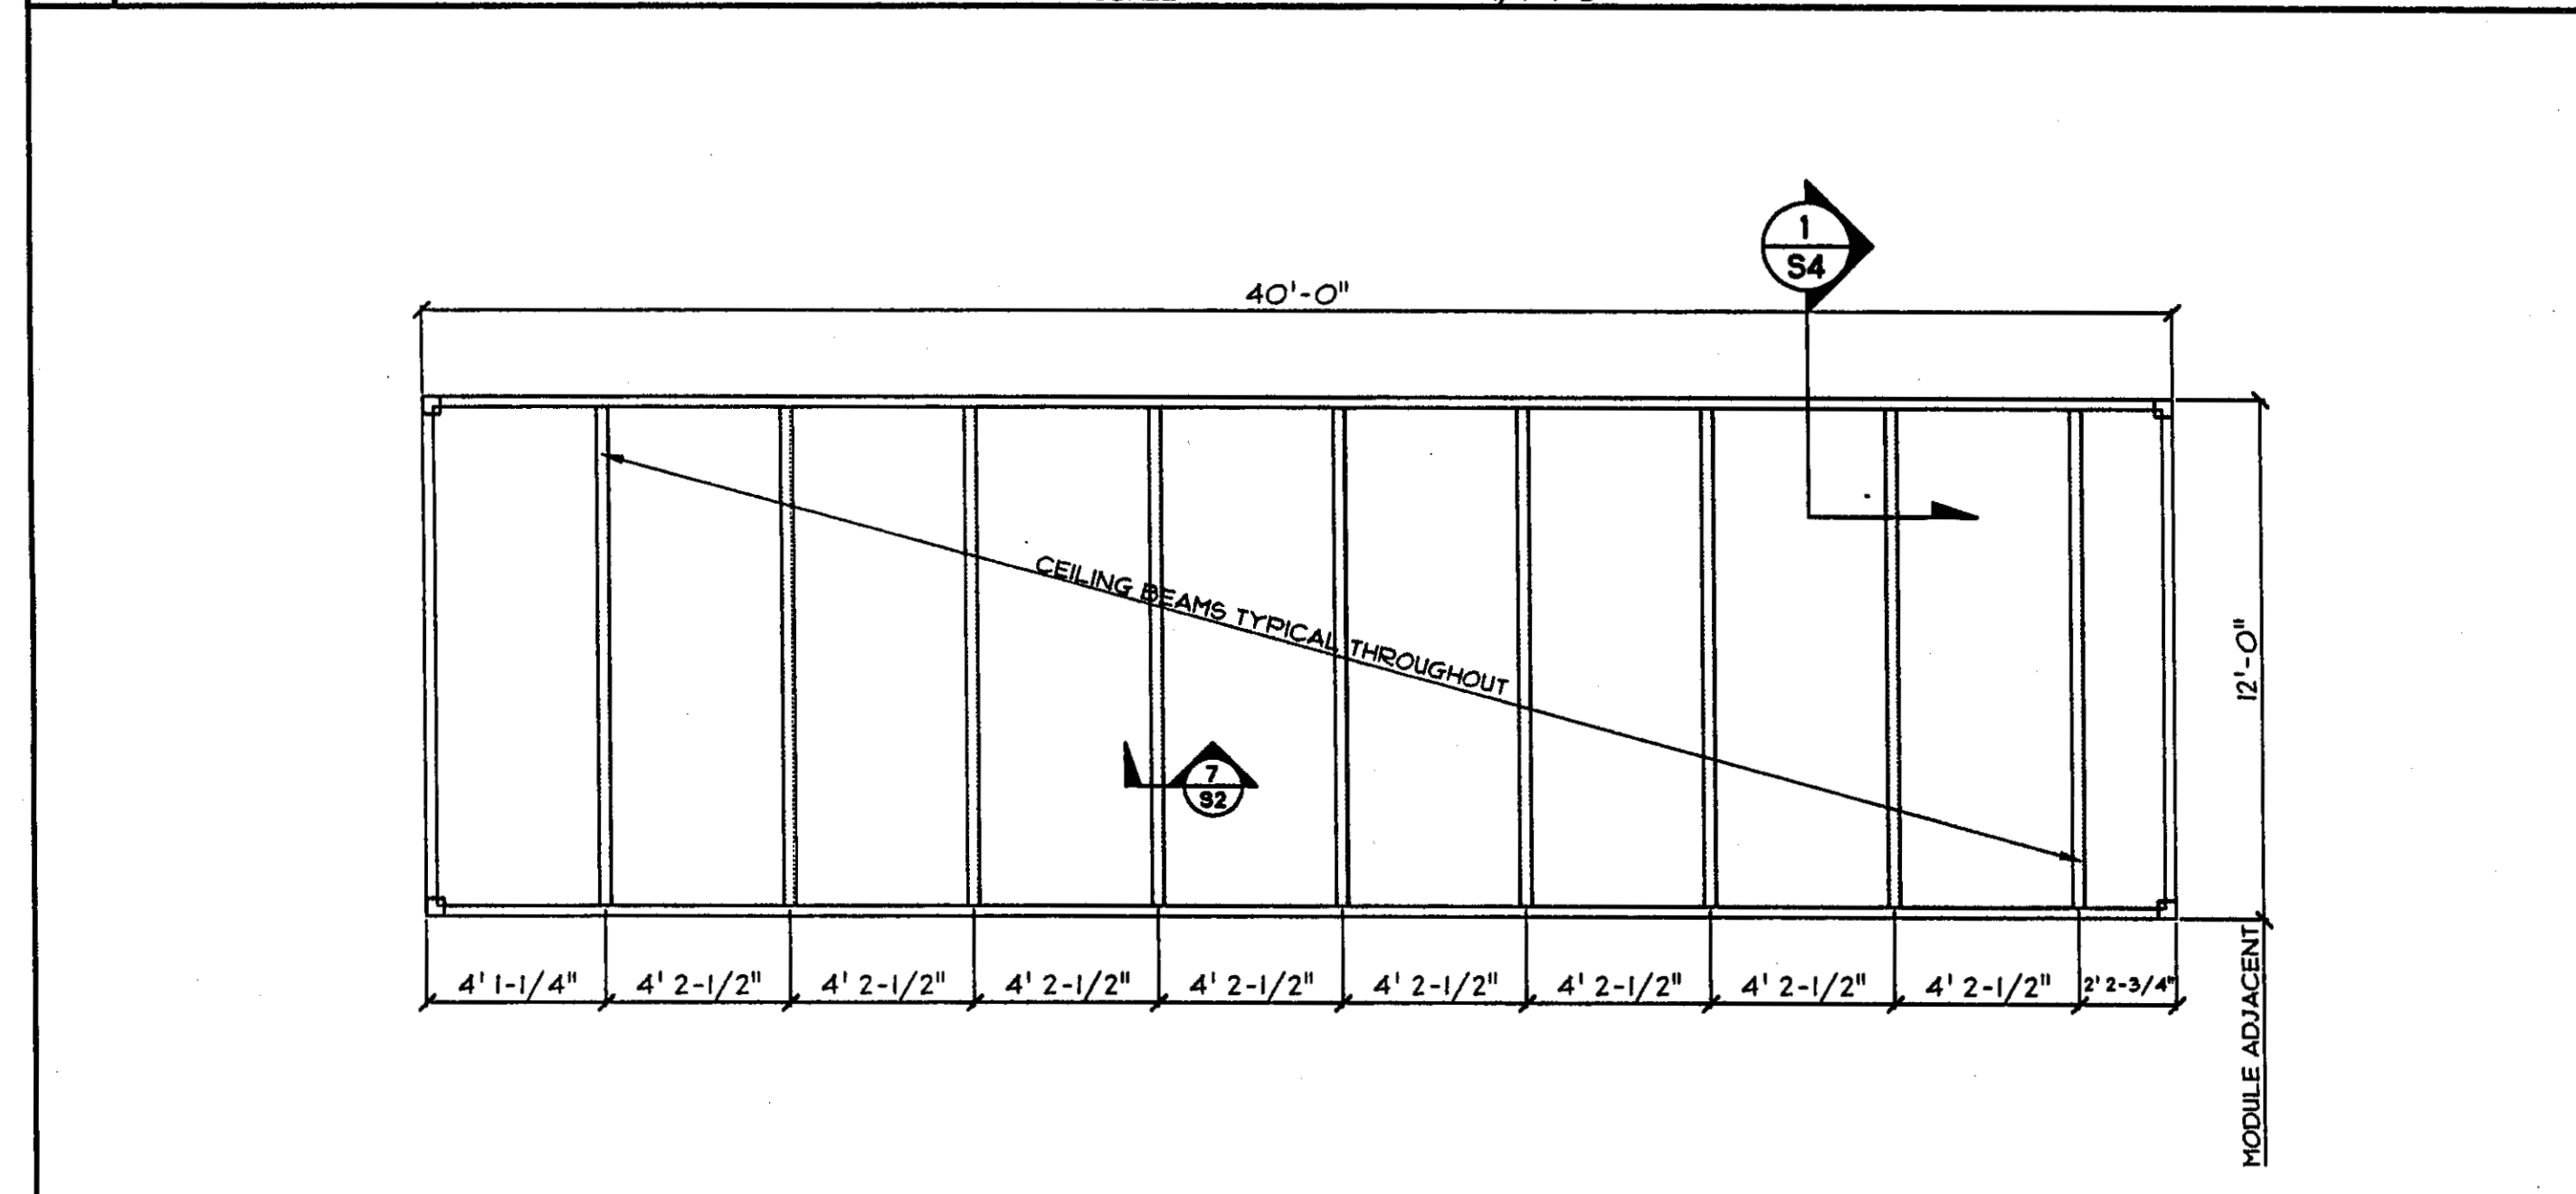 1
S4
40'-0"
CEILING BEAMS TYPICAL THROUGHOUT
12'-0"
7
S2
4' 1-1/4" 4' 2-1/2" 4' 2-1/2" 4' 2-1/2" 4' 2-1/2" 4' 2-1/2" 4' 2-1/2" 4' 2-1/2" 4' 2-1/2" 2' 2-3/4"
MODULE ADJACENT